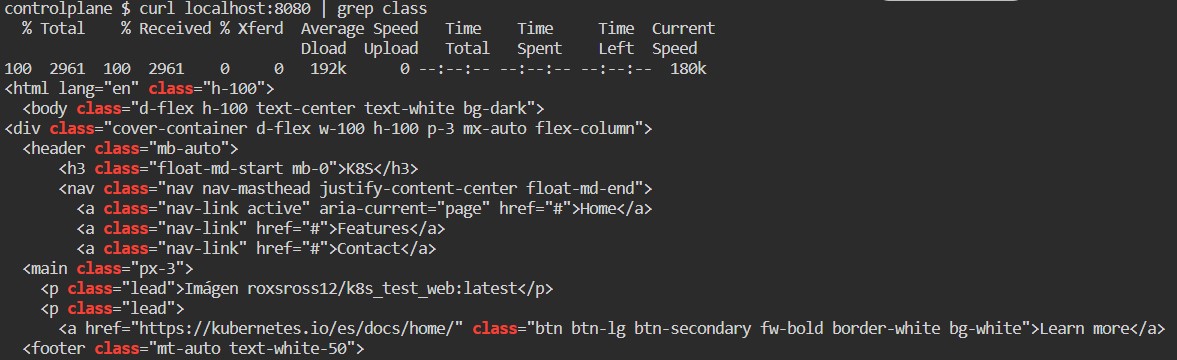 controlplane $ curl localhost:8080 | grep class
  % Total    % Received % Xferd  Average Speed   Time    Time     Time  Current
                                 Dload  Upload   Total   Spent    Left  Speed
100  2961  100  2961    0     0   192k      0 --:--:-- --:--:-- --:--:--  180k
<html lang="en" class="h-100">
  <body class="d-flex h-100 text-center text-white bg-dark">
<div class="cover-container d-flex w-100 h-100 p-3 mx-auto flex-column">
  <header class="mb-auto">
      <h3 class="float-md-start mb-0">K8S</h3>
      <nav class="nav nav-masthead justify-content-center float-md-end">
        <a class="nav-link active" aria-current="page" href="#">Home</a>
        <a class="nav-link" href="#">Features</a>
        <a class="nav-link" href="#">Contact</a>
  <main class="px-3">
    <p class="lead">Imágen roxsross12/k8s_test_web:latest</p>
    <p class="lead">
      <a href="https://kubernetes.io/es/docs/home/" class="btn btn-lg btn-secondary fw-bold border-white bg-white">Learn more</a>
  <footer class="mt-auto text-white-50">